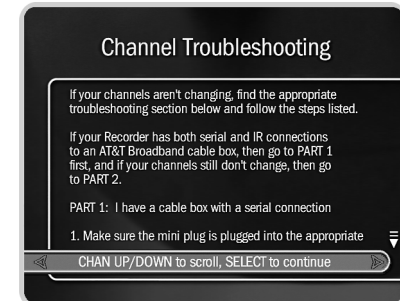 Channel Troubleshooting
If your channels aren't changing, find the appropriate
troubleshooting section below and follow the steps listed.
If your Recorder has both serial and IR connections
to an AT&T Broadband cable box, then go to PART 1
first, and if your channels still don't change, then go
to PART 2.
PART 1: I have a cable box with a serial connection
1. Make sure the mini plug is plugged into the appropriate
CHAN UP/DOWN to scroll, SELECT to continue